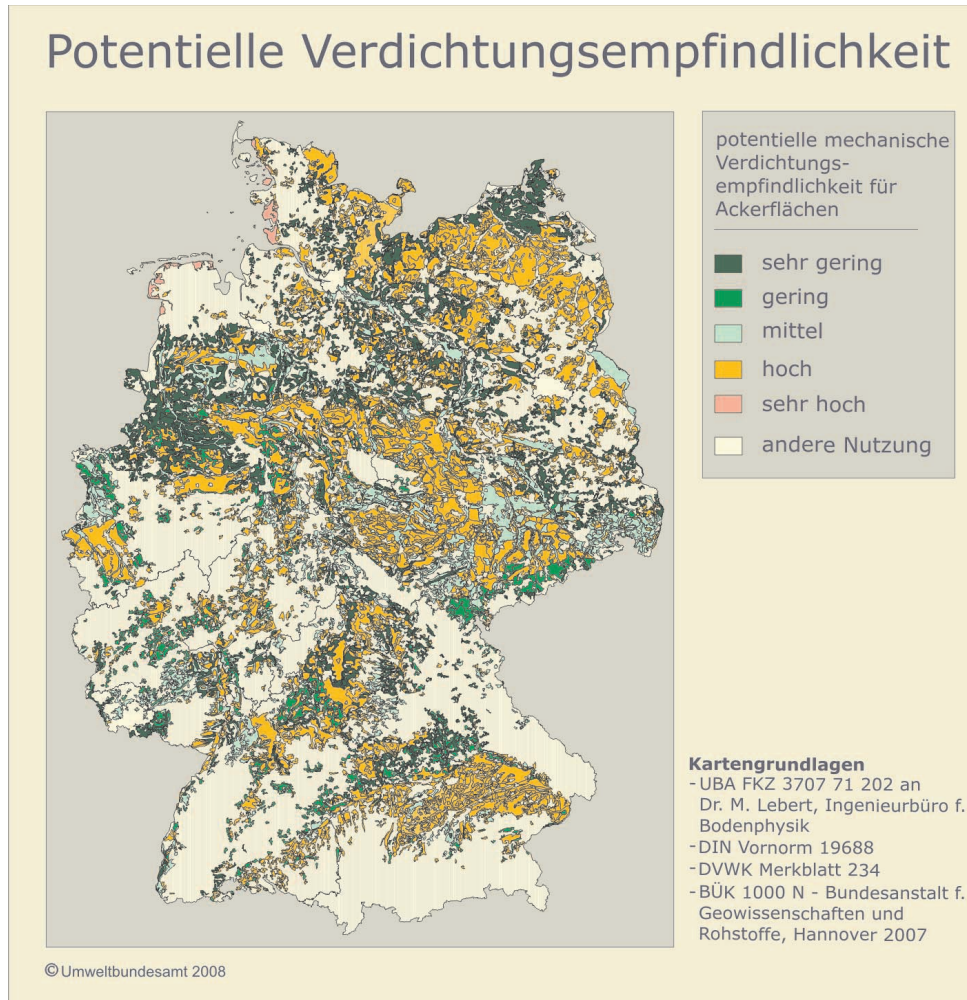 Potentielle Verdichtungsempfindlichkeit
potentielle mechanische
Verdichtungs-
empfindlichkeit für
Ackerflächen
sehr gering
gering
mittel
hoch
sehr hoch
andere Nutzung
Kartengrundlagen
- UBA FKZ 3707 71 202 an
Dr. M. Lebert, Ingenieurbüro f.
Bodenphysik
- DIN Vornorm 19688
- DVWK Merkblatt 234
- BÜK 1000 N - Bundesanstalt f.
Geowissenschaften und
Rohstoffe, Hannover 2007
© Umweltbundesamt 2008